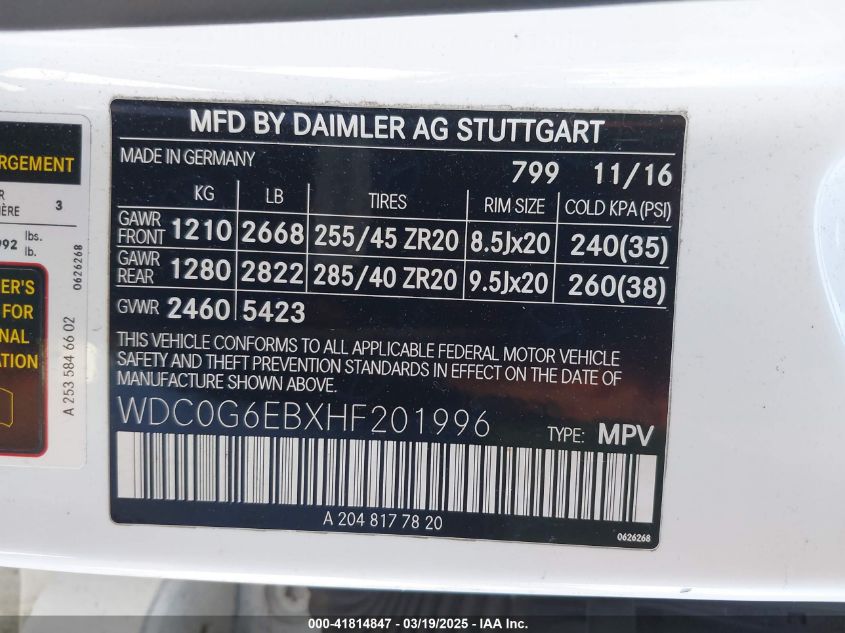 MFD BY DAIMLER AG STUTTGART
MADE IN GERMANY 799 11/16
KG LB TIRES RIM SIZE COLD KPA (PSI)
GAWR FRONT 1210 2668 255/45 ZR20 8.5Jx20 240(35)
GAWR REAR 1280 2822 285/40 ZR20 9.5Jx20 260(38)
GVWR 2460 5423
THIS VEHICLE CONFORMS TO ALL APPLICABLE FEDERAL MOTOR VEHICLE
SAFETY AND THEFT PREVENTION STANDARDS IN EFFECT ON THE DATE OF
MANUFACTURE SHOWN ABOVE.
WDC0G6EBXHF201996 TYPE: MPV
A 204 817 78 20
0626268
RGEMENT
R
IÈRE 3
992 lbs.
lb.
0626268
ER'S
FOR
NAL
ATION
A 253 584 66 02
000-41814847 - 03/19/2025 - IAA Inc.